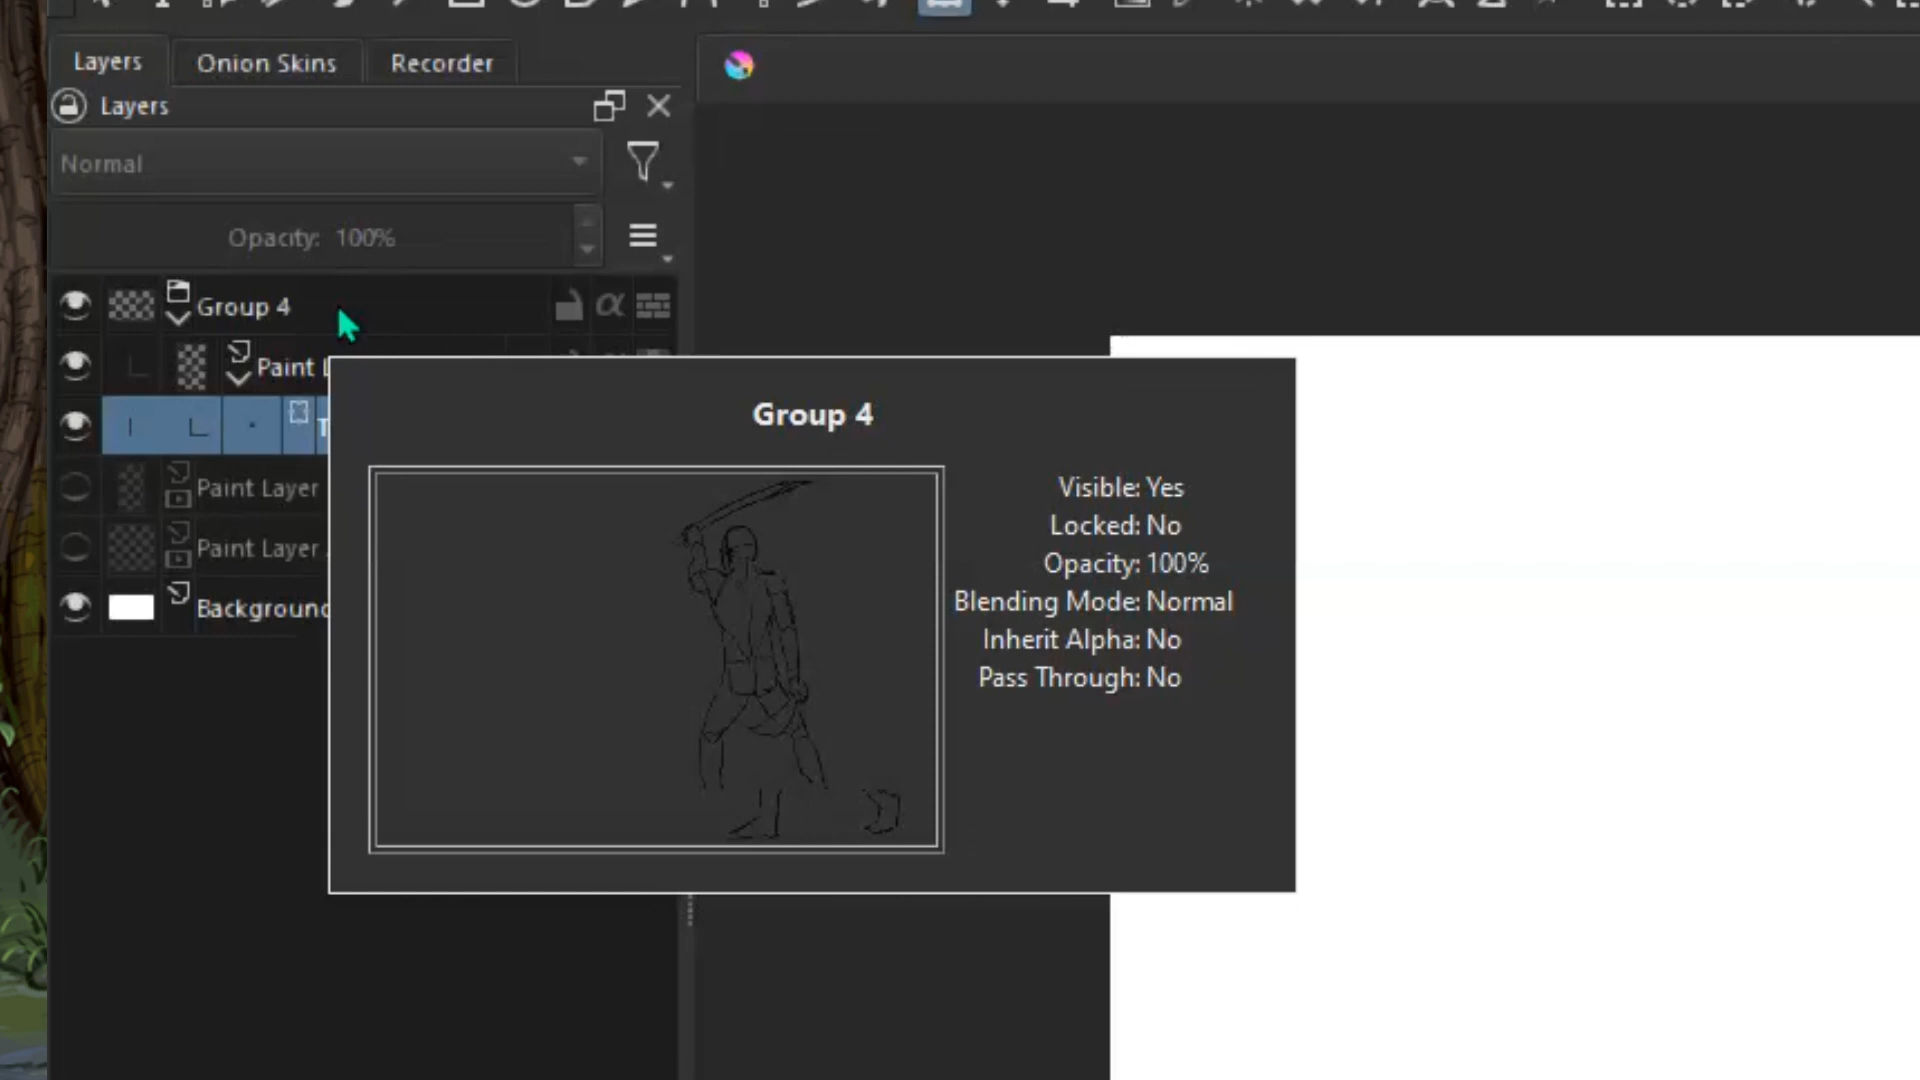 Layers
Onion Skins
Recorder
Layers
Normal
Opacity: 100%
Group 4
α
Paint
Paint Layer
Paint Layer
Background
Group 4
Visible: Yes
Locked: No
Opacity: 100%
Blending Mode: Normal
Inherit Alpha: No
Pass Through: No